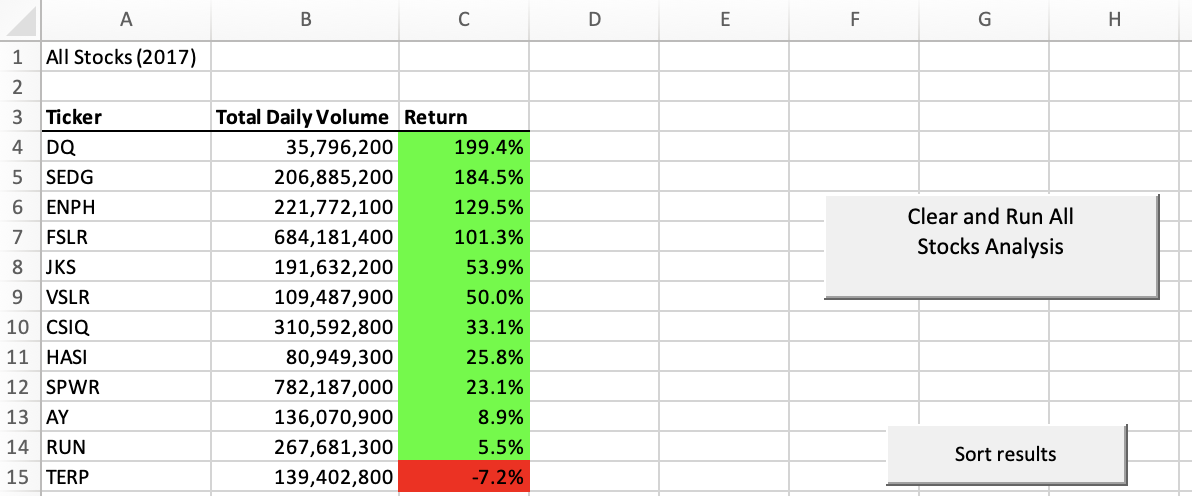 A B C D E F G H
1 All Stocks (2017)
2
3 Ticker Total Daily Volume Return
4 DQ 35,796,200 199.4%
5 SEDG 206,885,200 184.5%
6 ENPH 221,772,100 129.5%
7 FSLR 684,181,400 101.3%
8 JKS 191,632,200 53.9%
9 VSLR 109,487,900 50.0%
10 CSIQ 310,592,800 33.1%
11 HASI 80,949,300 25.8%
12 SPWR 782,187,000 23.1%
13 AY 136,070,900 8.9%
14 RUN 267,681,300 5.5%
15 TERP 139,402,800 -7.2%
Clear and Run All
Stocks Analysis
Sort results